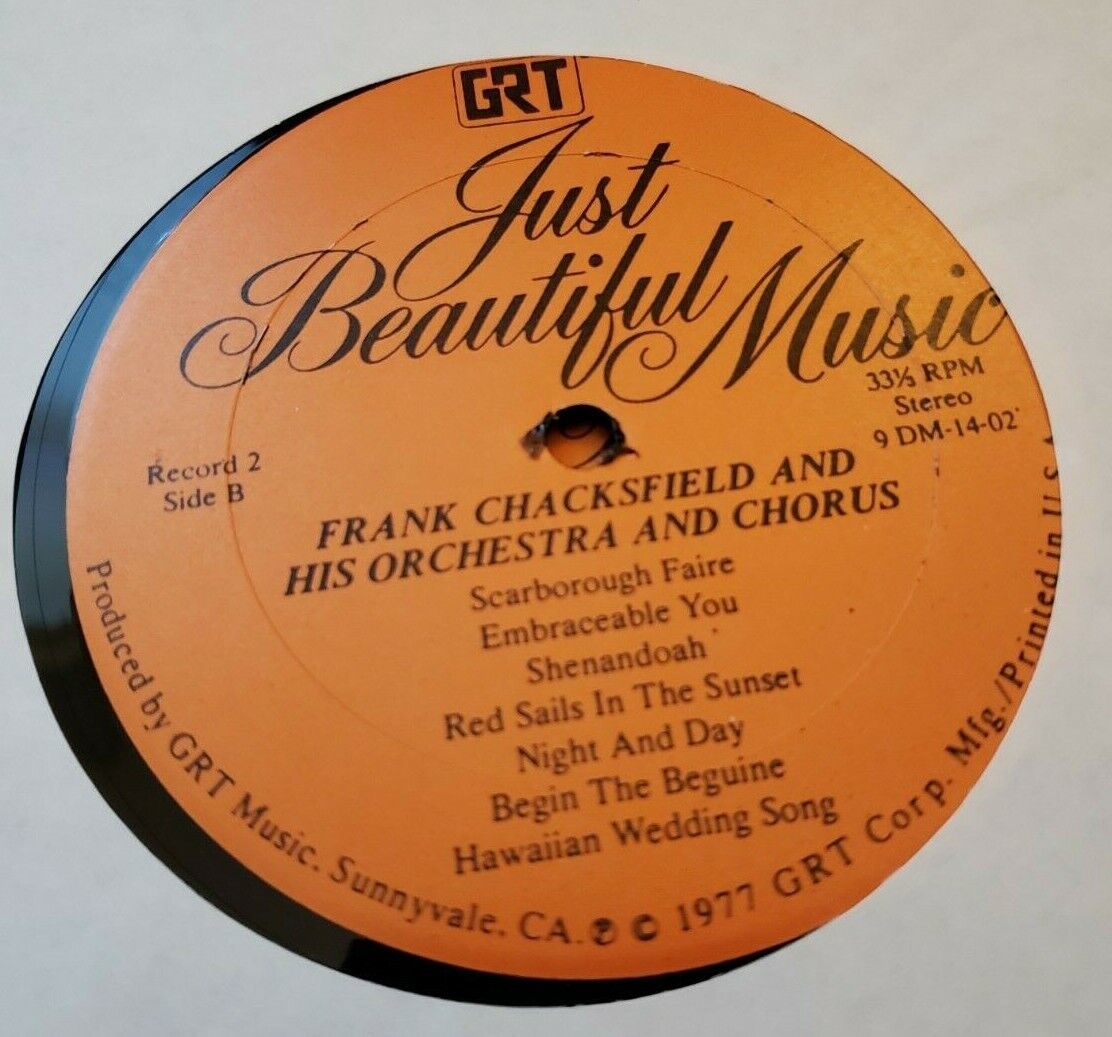 GRT
Just
Beautiful Music
33⅓ RPM
Stereo
9 DM-14-02
Record 2
Side B
FRANK CHACKSFIELD AND
HIS ORCHESTRA AND CHORUS
Scarborough Faire
Embraceable You
Shenandoah
Red Sails In The Sunset
Night And Day
Begin The Beguine
Hawaiian Wedding Song
Produced by GRT Music, Sunnyvale, CA. ℗ © 1977 GRT Corp. Mfg./Printed in U.S.A.